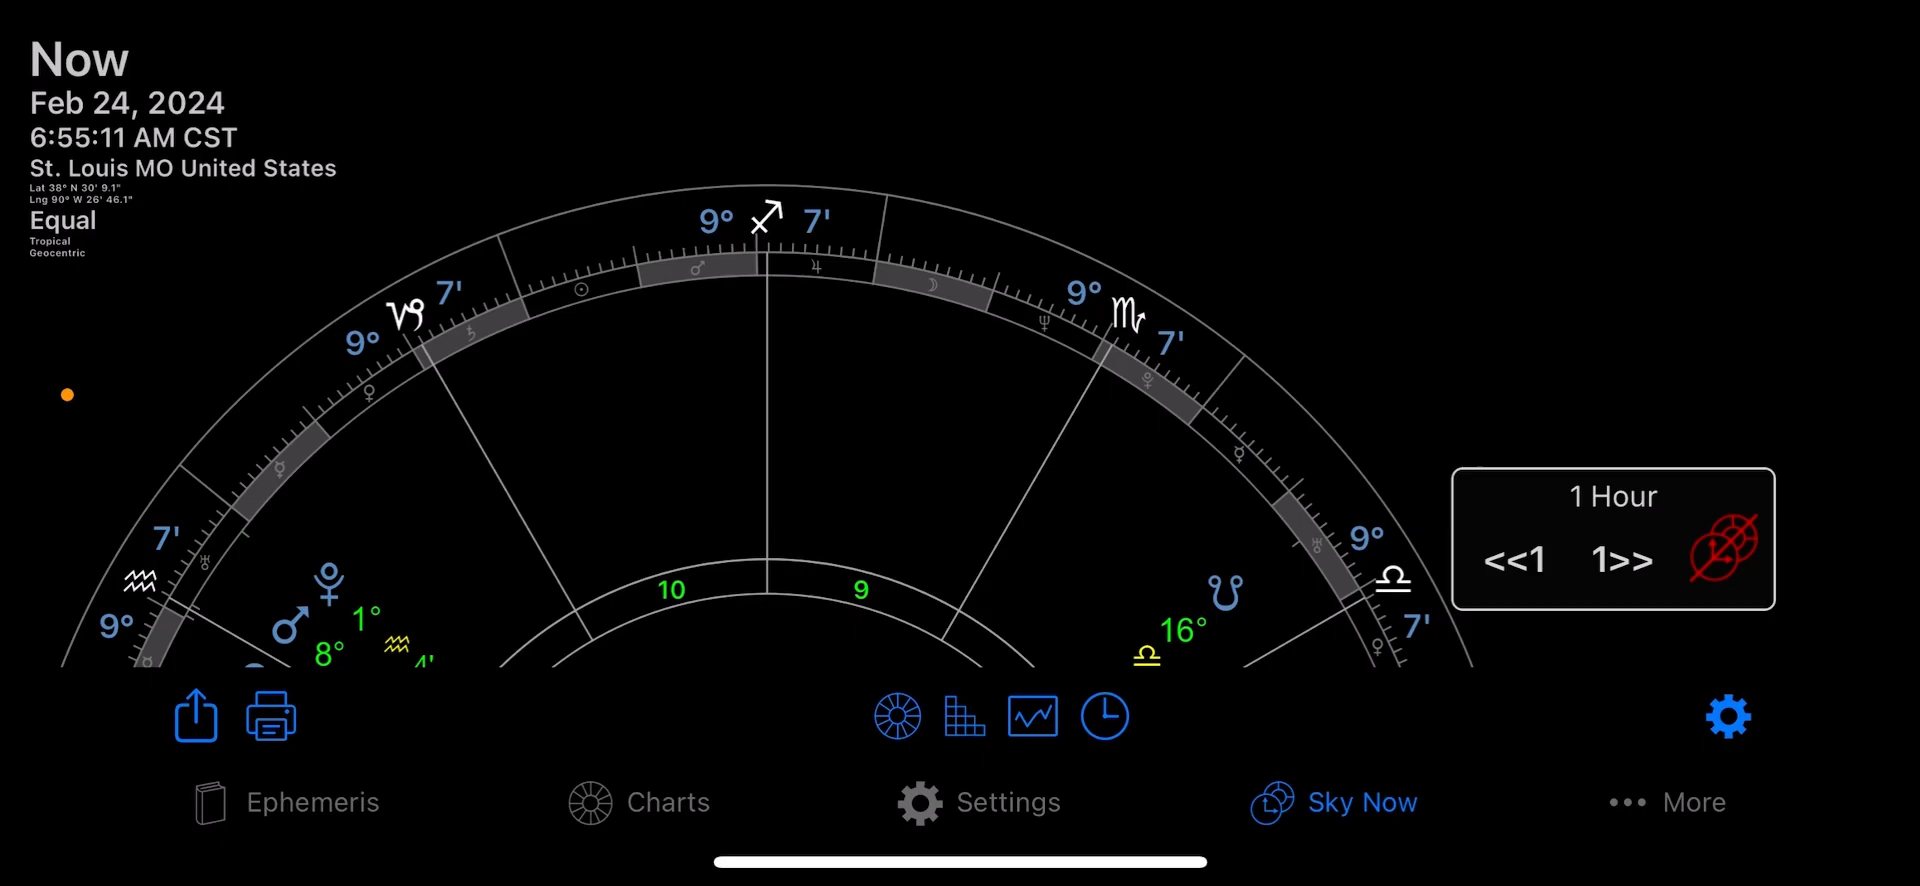 Now
Feb 24, 2024
6:55:11 AM CST
St. Louis MO United States
Lat 38° N 30' 9.1"
Lng 90° W 26' 46.1"
Equal
Tropical
Geocentric
9° ♐ 7'
9° ♑ 7'
9° ♏ 7'
7' ♒ 9°
9° ♎ 7'
♄ ☉ ♂ ♃ ☽ ♆ ♇ ☿ ♅ ♀
♀ ☿ ♅ ☿
10 9
♇ 1° ♒ 4'
♂ 8°
☋ 16° ♎
1 Hour
<<1 1>>
Ephemeris
Charts
Settings
Sky Now
More